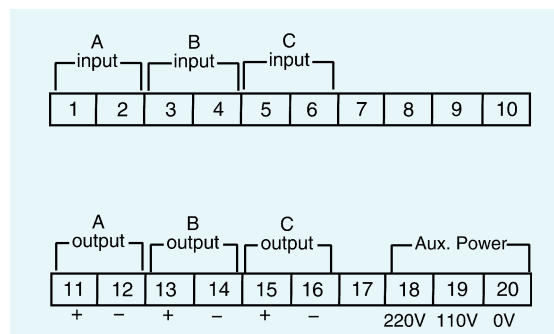 A B C
input input input
1 2 3 4 5 6 7 8 9 10
A B C
output output output Aux. Power
11 12 13 14 15 16 17 18 19 20
+ − + − + − 220V 110V 0V